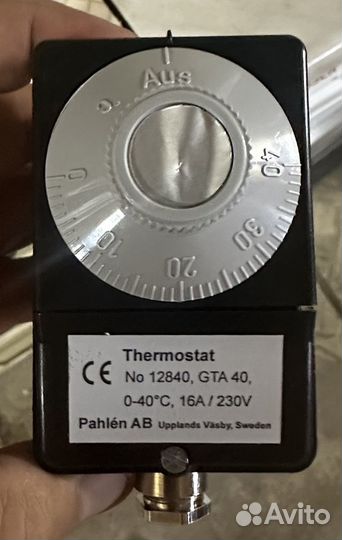 Aus
°C
0
10
20
30
40
CE Thermostat
No 12840, GTA 40,
0-40°C, 16A / 230V
Pahlén AB Upplands Väsby, Sweden
Avito